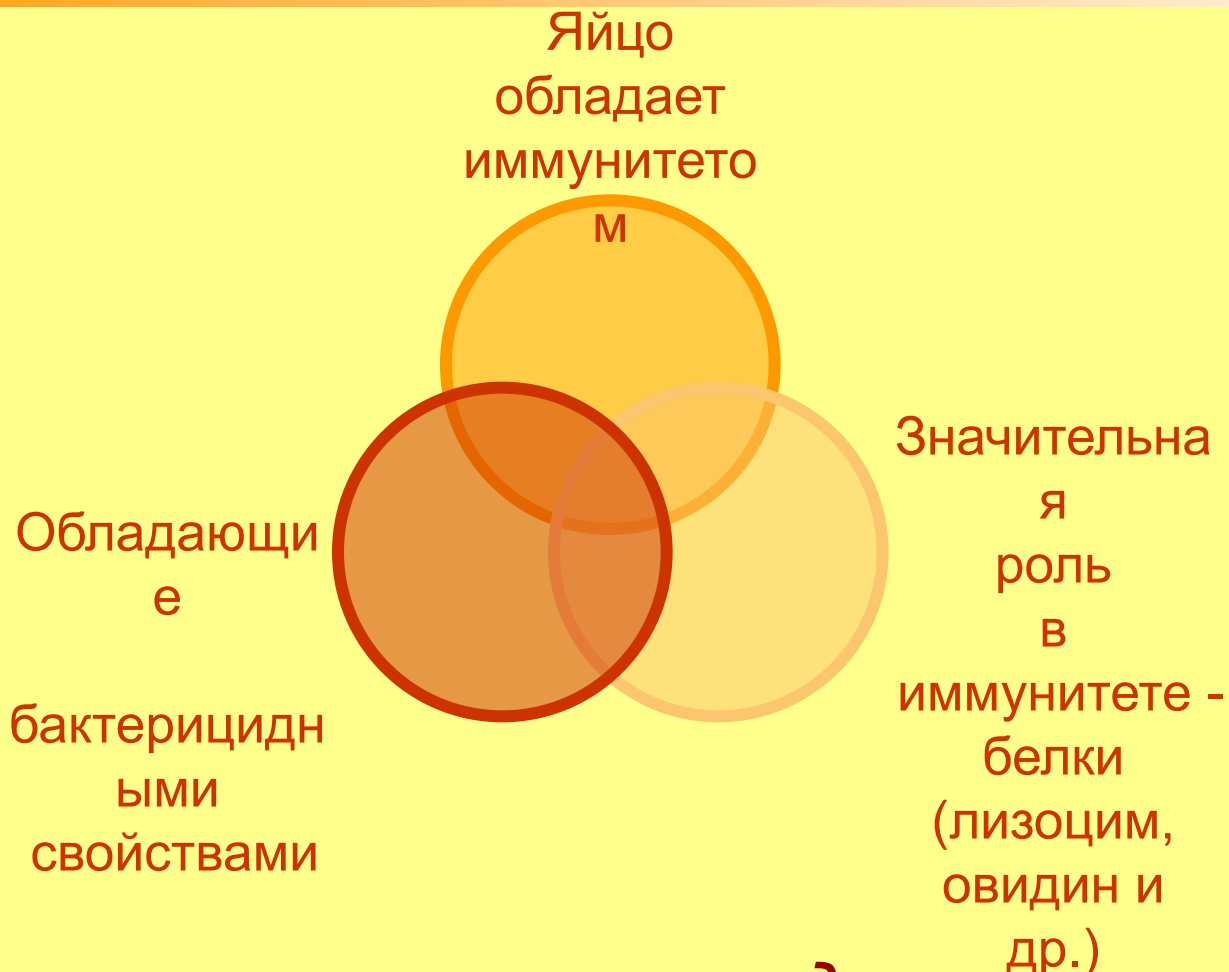 Яйцо
обладает
иммунитето
м
Значительна
я
роль
в
иммунитете -
белки
(лизоцим,
овидин и
др.)
Обладающи
е
бактерицидн
ыми
свойствами